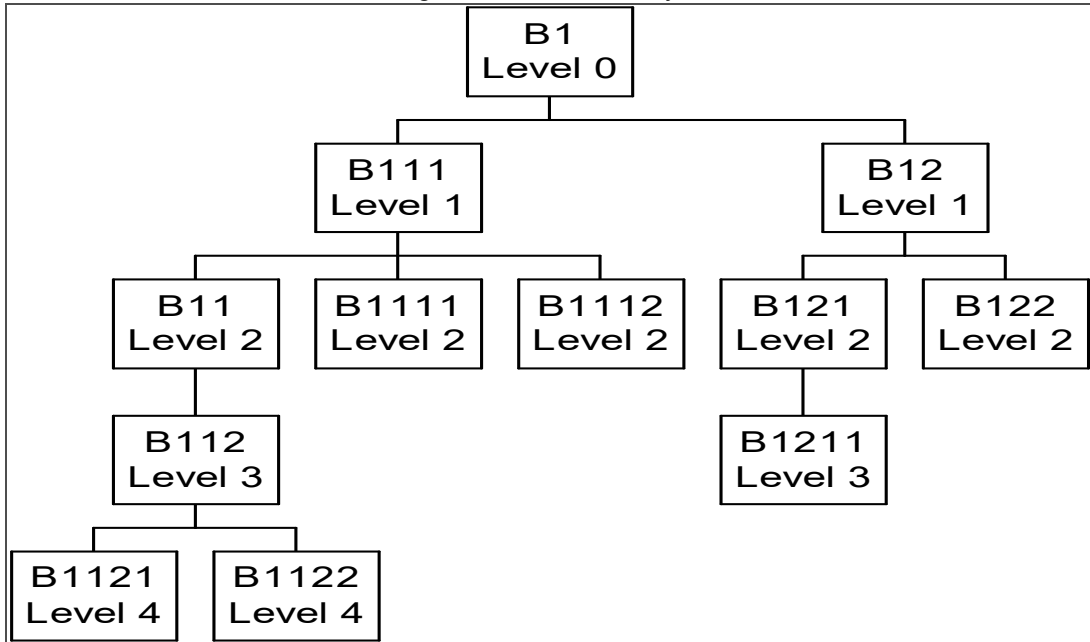 B1
Level 0
B111
Level 1
B12
Level 1
B11
Level 2
B1111
Level 2
B1112
Level 2
B121
Level 2
B122
Level 2
B112
Level 3
B1211
Level 3
B1121
Level 4
B1122
Level 4